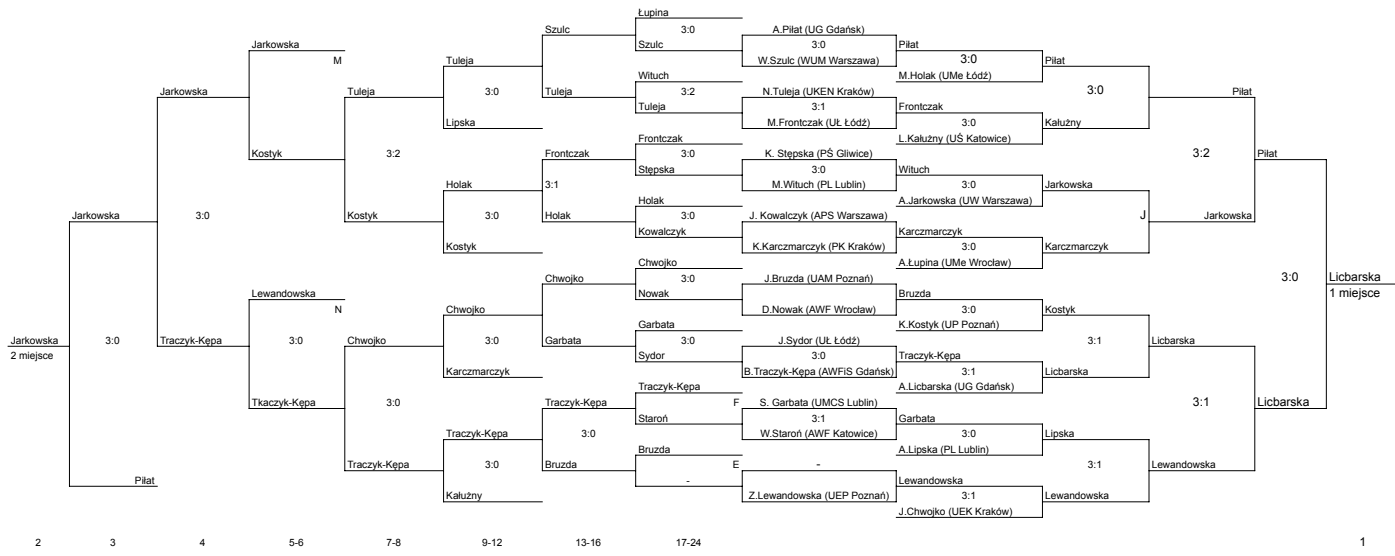 Łupina
Szulc 3:0 A.Piłat (UG Gdańsk)
Jarkowska Szulc 3:0 Piłat
M Tuleja W.Szulc (WUM Warszawa) 3:0 Piłat
Wituch M.Holak (UMe Łódź)
Jarkowska Tuleja 3:0 Tuleja 3:2 N.Tuleja (UKEN Kraków) 3:0 Piłat
Tuleja 3:1 Frontczak
Lipska M.Frontczak (UŁ Łódź) 3:0 Kałużny
Frontczak L.Kałużny (UŚ Katowice)
Kostyk 3:2 Frontczak 3:0 K. Stępska (PŚ Gliwice) 3:2 Piłat
Stępska 3:0 Wituch
Holak 3:1 M.Wituch (PL Lublin) 3:0 Jarkowska
Holak A.Jarkowska (UW Warszawa)
Jarkowska 3:0 Kostyk 3:0 Holak 3:0 J. Kowalczyk (APS Warszawa) J Jarkowska
Kowalczyk Karczmarczyk
Kostyk K.Karczmarczyk (PK Kraków) 3:0 Karczmarczyk
Chwojko A.Łupina (UMe Wrocław)
Chwojko 3:0 J.Bruzda (UAM Poznań) 3:0 Licbarska
Lewandowska Nowak Bruzda 1 miejsce
N Chwojko D.Nowak (AWF Wrocław) 3:0 Kostyk
Garbata K.Kostyk (UP Poznań)
Jarkowska 3:0 Traczyk-Kępa 3:0 Chwojko 3:0 Garbata 3:0 J.Sydor (UŁ Łódź) 3:1 Licbarska
2 miejsce Sydor 3:0 Traczyk-Kępa
Karczmarczyk B.Traczyk-Kępa (AWFiS Gdańsk) 3:1 Licbarska
Traczyk-Kępa A.Licbarska (UG Gdańsk)
Tkaczyk-Kępa 3:0 Traczyk-Kępa F S. Garbata (UMCS Lublin) 3:1 Licbarska
Staroń 3:1 Garbata
Traczyk-Kępa 3:0 W.Staroń (AWF Katowice) 3:0 Lipska
Bruzda A.Lipska (PL Lublin)
Traczyk-Kępa 3:0 Bruzda E - 3:1 Lewandowska
Piłat - Lewandowska
Kałużny Z.Lewandowska (UEP Poznań) 3:1 Lewandowska
J.Chwojko (UEK Kraków)
2 3 4 5-6 7-8 9-12 13-16 17-24 1